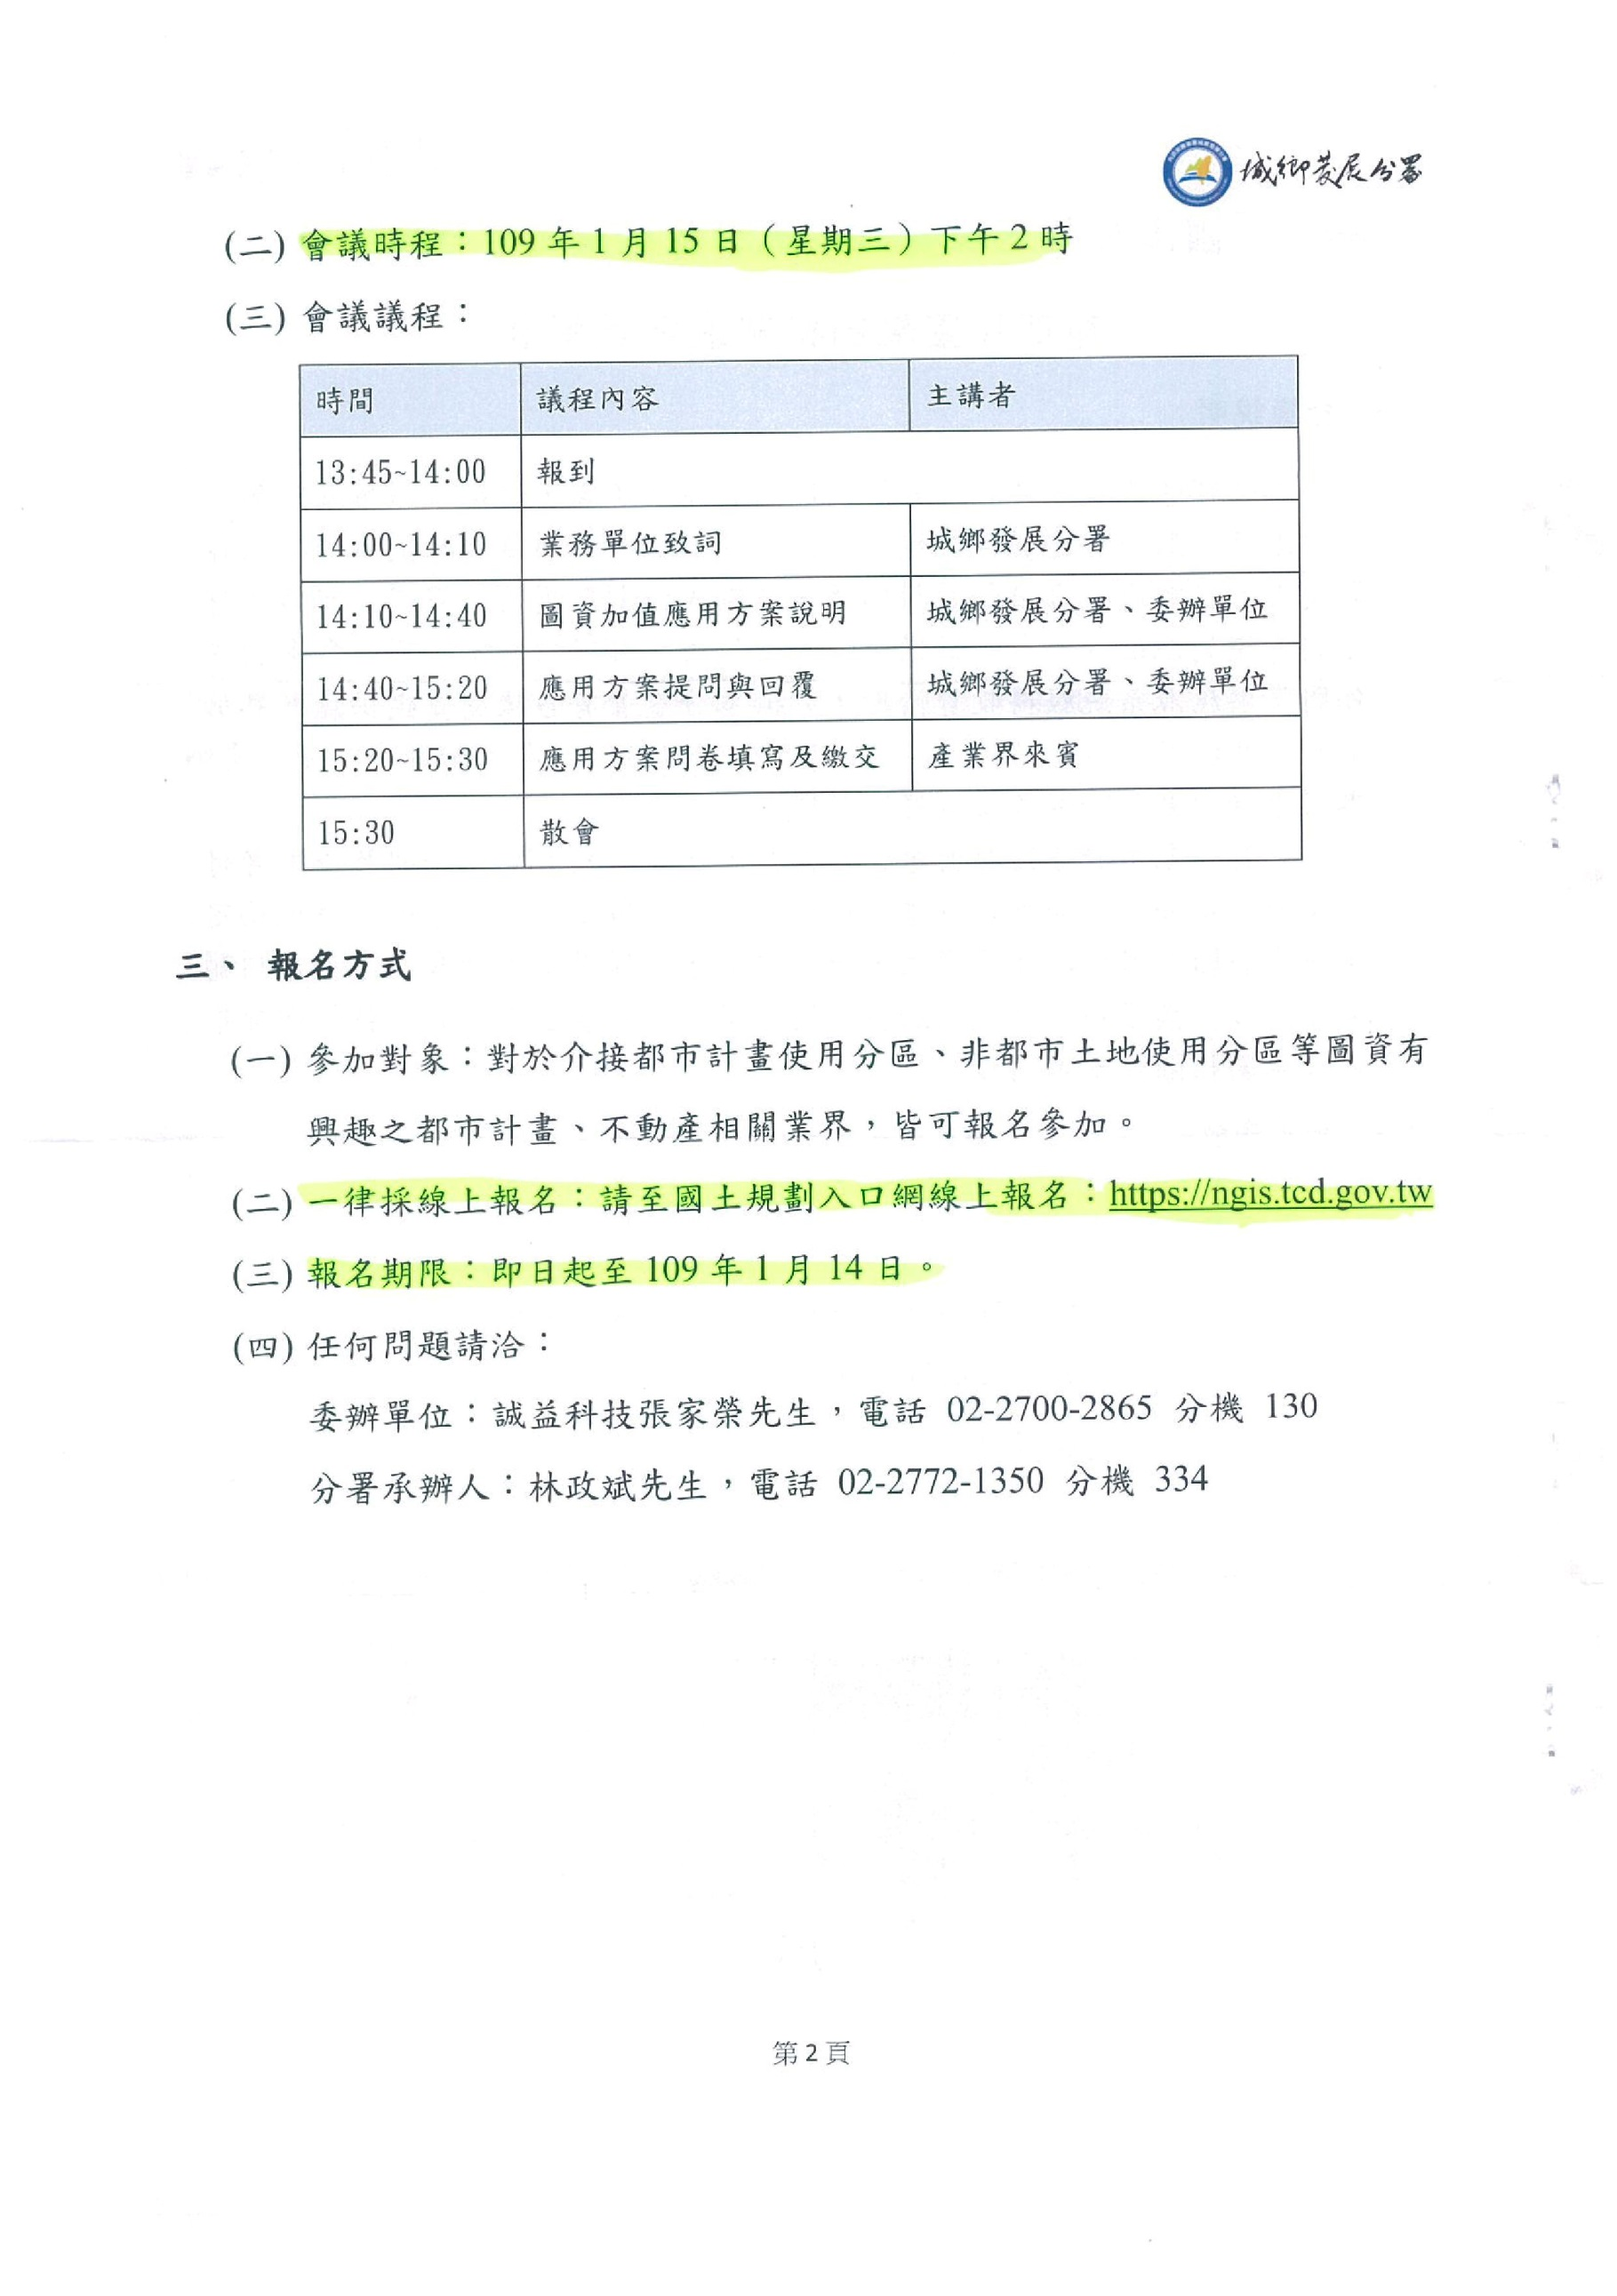 城鄉發展分署
(二) 會議時程：109 年 1 月 15 日（星期三）下午 2 時
(三) 會議議程：
時間 議程內容 主講者
13:45~14:00 報到
14:00~14:10 業務單位致詞 城鄉發展分署
14:10~14:40 圖資加值應用方案說明 城鄉發展分署、委辦單位
14:40~15:20 應用方案提問與回覆 城鄉發展分署、委辦單位
15:20~15:30 應用方案問卷填寫及繳交 產業界來賓
15:30 散會
三、 報名方式
(一) 參加對象：對於介接都市計畫使用分區、非都市土地使用分區等圖資有
興趣之都市計畫、不動產相關業界，皆可報名參加。
(二) 一律採線上報名：請至國土規劃入口網線上報名：https://ngis.tcd.gov.tw
(三) 報名期限：即日起至 109 年 1 月 14 日。
(四) 任何問題請洽：
委辦單位：誠益科技張家榮先生，電話 02-2700-2865 分機 130
分署承辦人：林政斌先生，電話 02-2772-1350 分機 334
第 2 頁